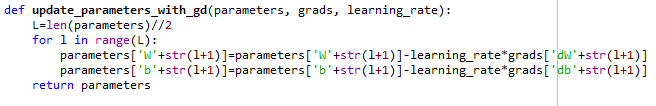 def update_parameters_with_gd(parameters, grads, learning_rate):
    L=len(parameters)//2
    for l in range(L):
        parameters['W'+str(l+1)]=parameters['W'+str(l+1)]-learning_rate*grads['dW'+str(l+1)]
        parameters['b'+str(l+1)]=parameters['b'+str(l+1)]-learning_rate*grads['db'+str(l+1)]
    return parameters